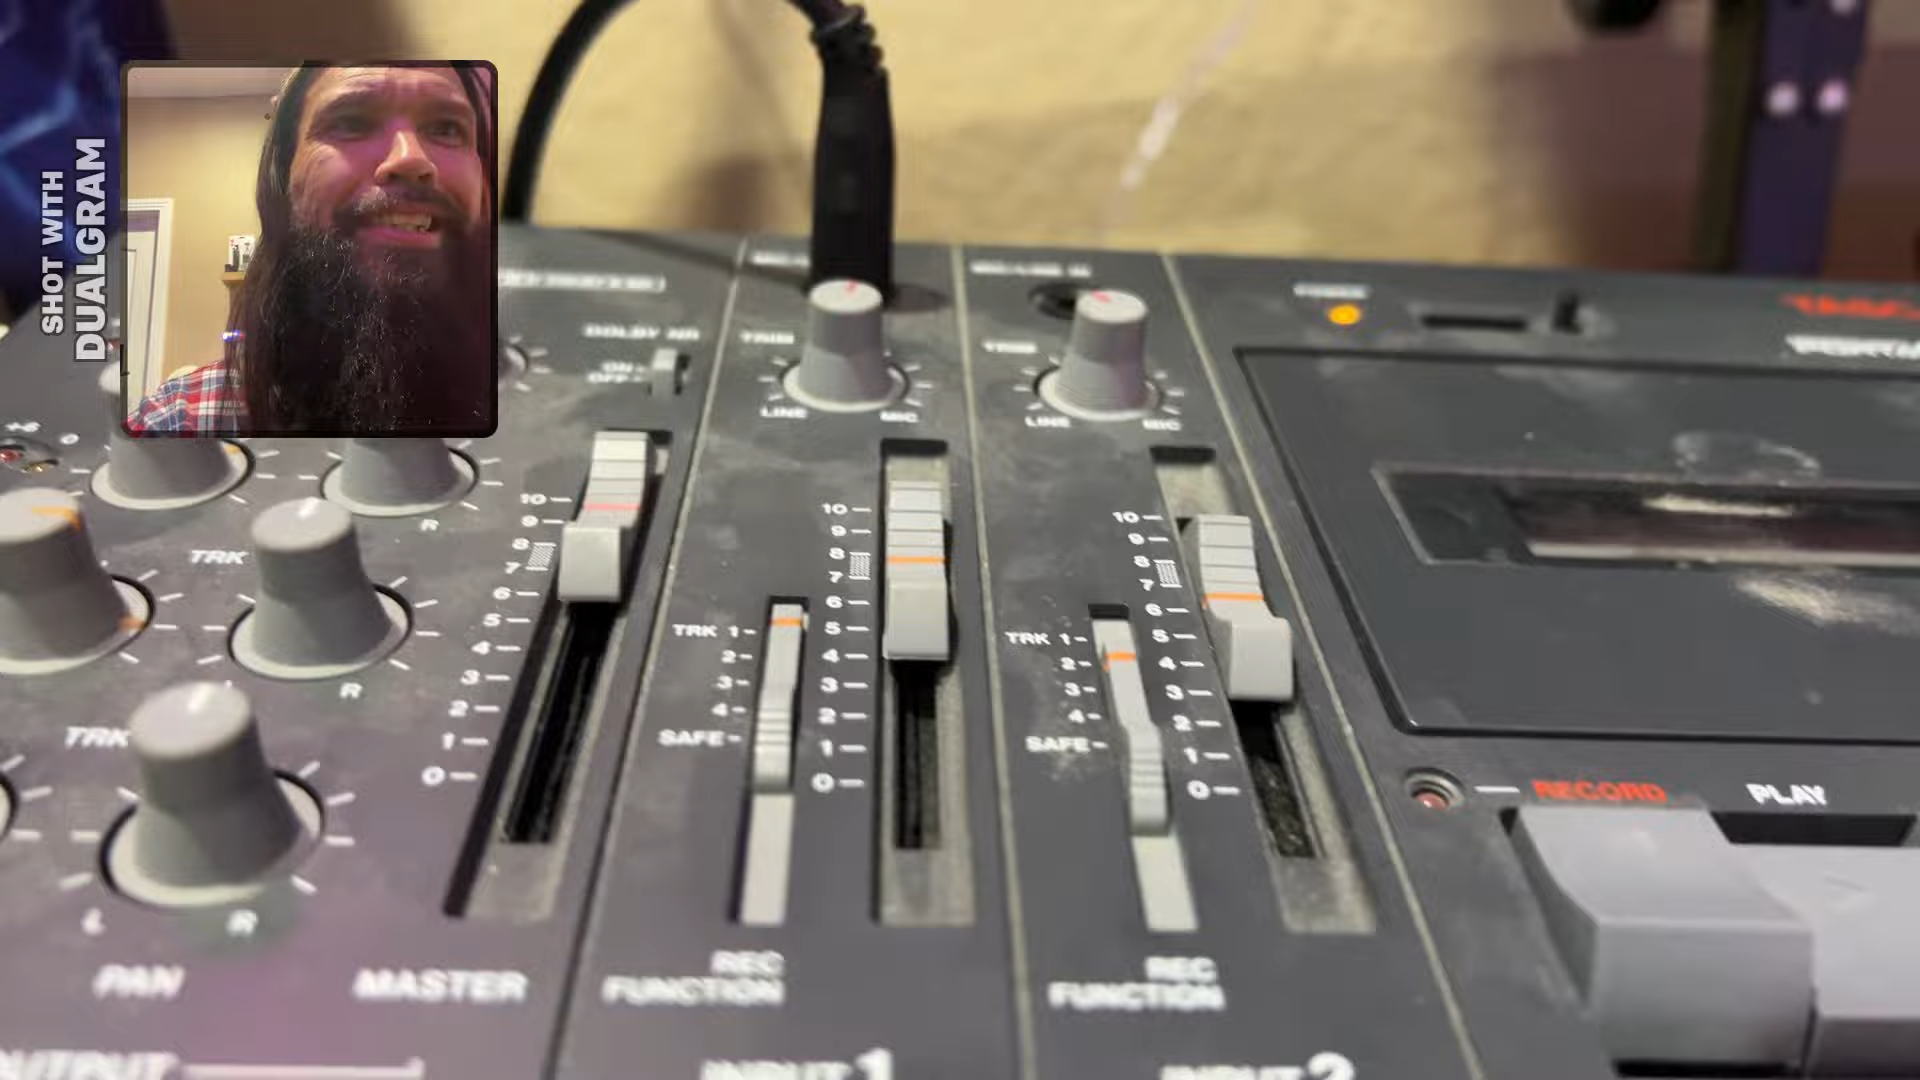 SHOT WITH
DUALGRAM
DOLBY NR
ON-
OFF-
TRIM
LINE
MIC
TRIM
LINE
MIC
POWER
+6
0
R
TRK
R
TRK
L
R
PAN
MASTER
10
9
8
7
6
5
4
3
2
1
0
TRK 1-
2-
3-
4-
SAFE-
10
9
8
7
6
5
4
3
2
1
0
REC
FUNCTION
INPUT 1
TRK 1-
2-
3-
4-
SAFE-
10
9
8
7
6
5
4
3
2
1
0
REC
FUNCTION
INPUT 2
RECORD
PLAY